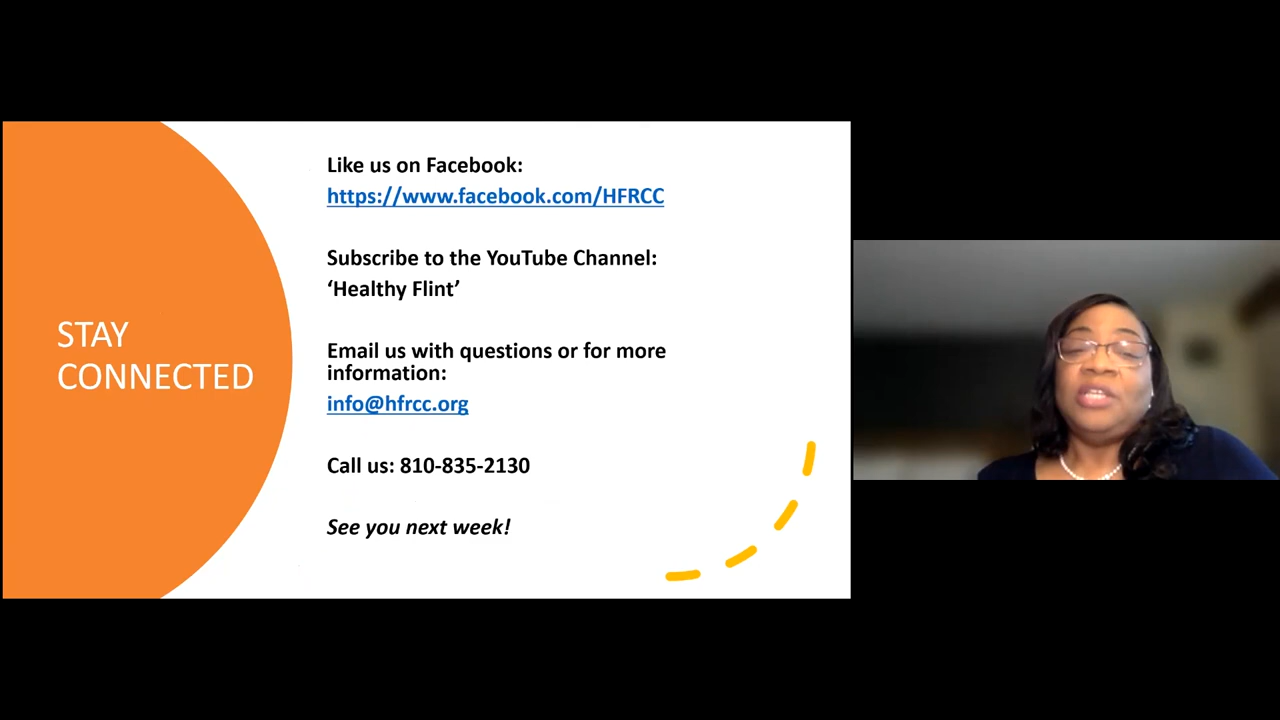 STAY
CONNECTED
Like us on Facebook:
https://www.facebook.com/HFRCC
Subscribe to the YouTube Channel:
‘Healthy Flint’
Email us with questions or for more
information:
info@hfrcc.org
Call us: 810-835-2130
See you next week!